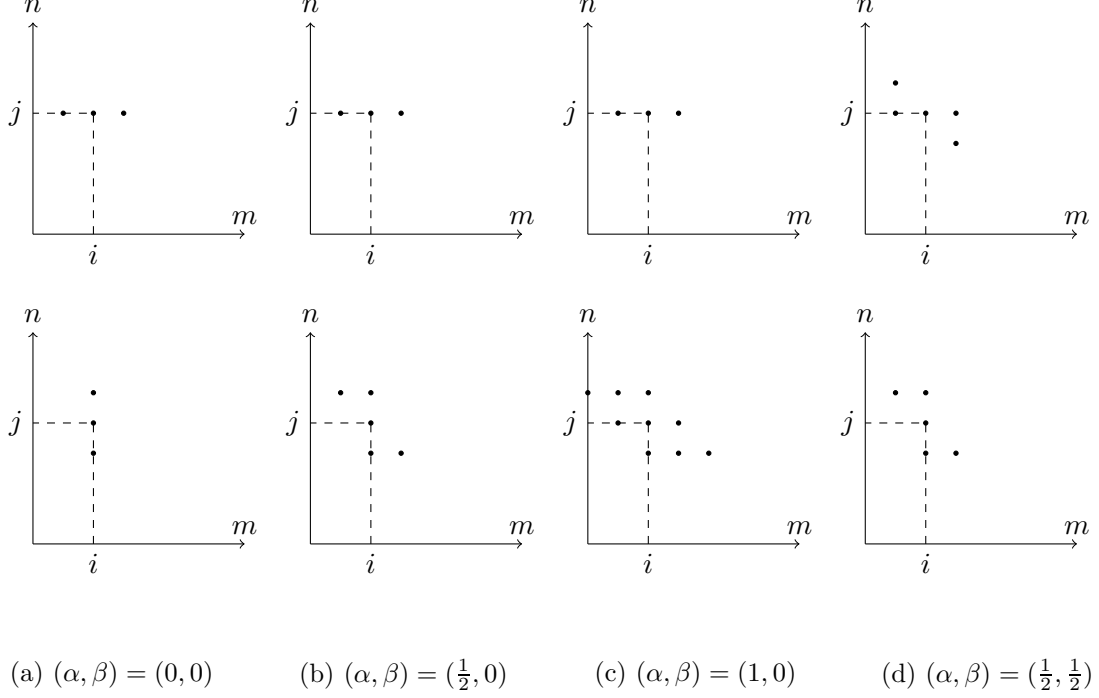 n n n n
j j j j
m m m m
i i i i
n n n n
j j j j
m m m m
i i i i
(a) (α, β) = (0, 0) (b) (α, β) = (1/2, 0) (c) (α, β) = (1, 0) (d) (α, β) = (1/2, 1/2)